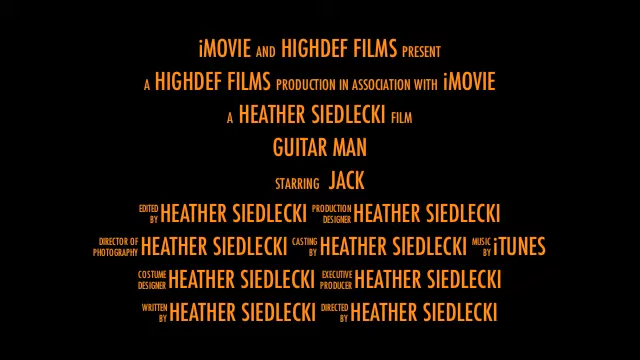 iMOVIE AND HIGHDEF FILMS PRESENT
A HIGHDEF FILMS PRODUCTION IN ASSOCIATION WITH iMOVIE
A HEATHER SIEDLECKI FILM
GUITAR MAN
STARRING JACK
EDITED BY HEATHER SIEDLECKI PRODUCTION DESIGNER HEATHER SIEDLECKI
DIRECTOR OF PHOTOGRAPHY HEATHER SIEDLECKI CASTING BY HEATHER SIEDLECKI MUSIC BY iTUNES
COSTUME DESIGNER HEATHER SIEDLECKI EXECUTIVE PRODUCER HEATHER SIEDLECKI
WRITTEN BY HEATHER SIEDLECKI DIRECTED BY HEATHER SIEDLECKI